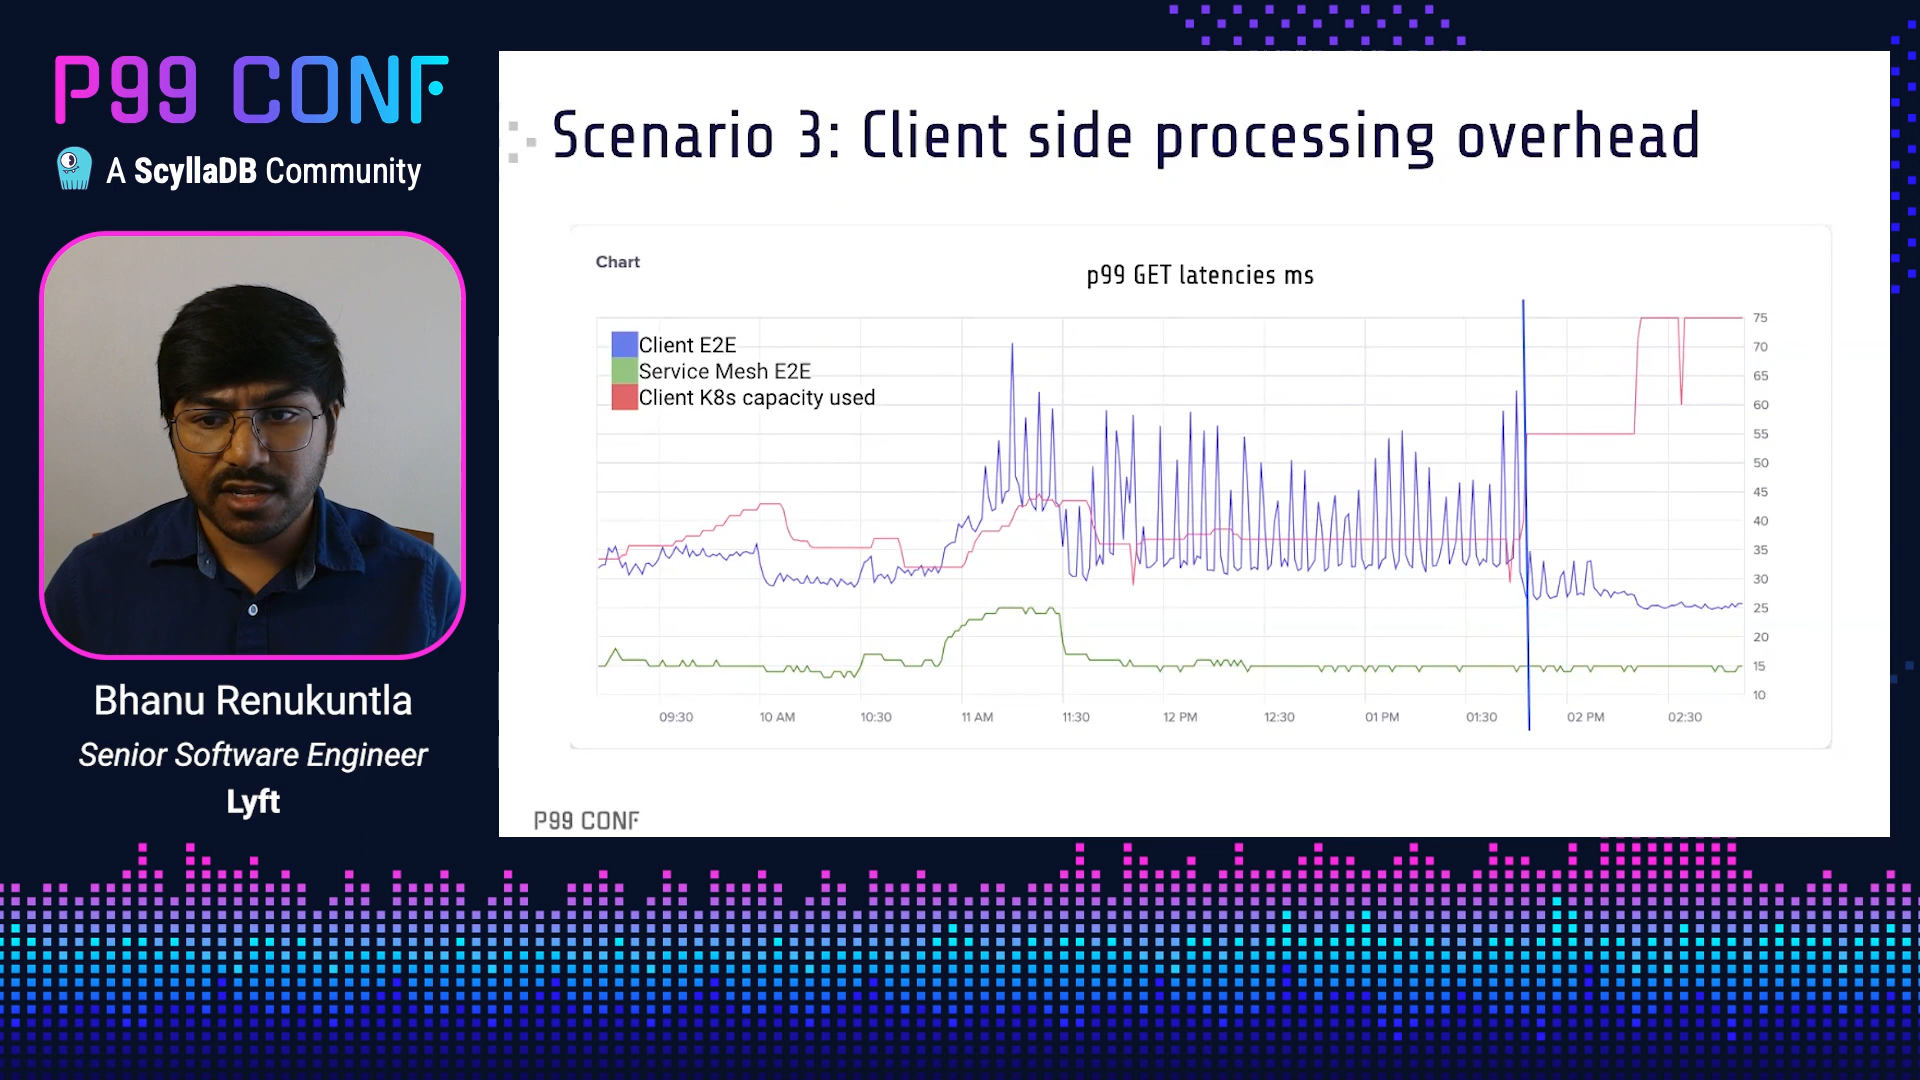 P99 CONF
A ScyllaDB Community
Bhanu Renukuntla
Senior Software Engineer
Lyft
Scenario 3: Client side processing overhead
Chart
p99 GET latencies ms
Client E2E
Service Mesh E2E
Client K8s capacity used
75
70
65
60
55
50
45
40
35
30
25
20
15
10
09:30
10 AM
10:30
11 AM
11:30
12 PM
12:30
01 PM
01:30
02 PM
02:30
P99 CONF